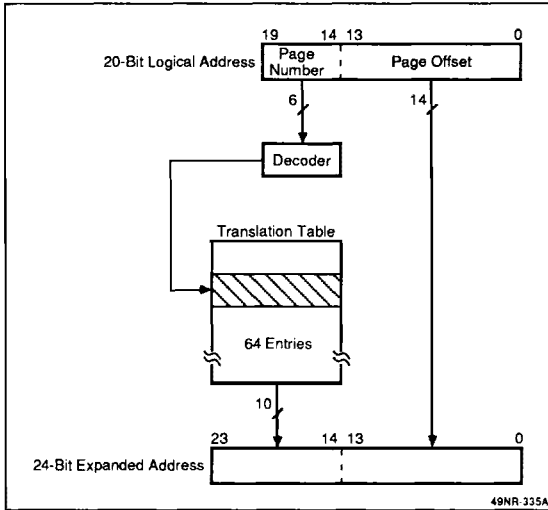 19 14 13 0
20-Bit Logical Address
Page Number
Page Offset
6
14
Decoder
Translation Table
64 Entries
10
23 14 13 0
24-Bit Expanded Address
49NR-335A